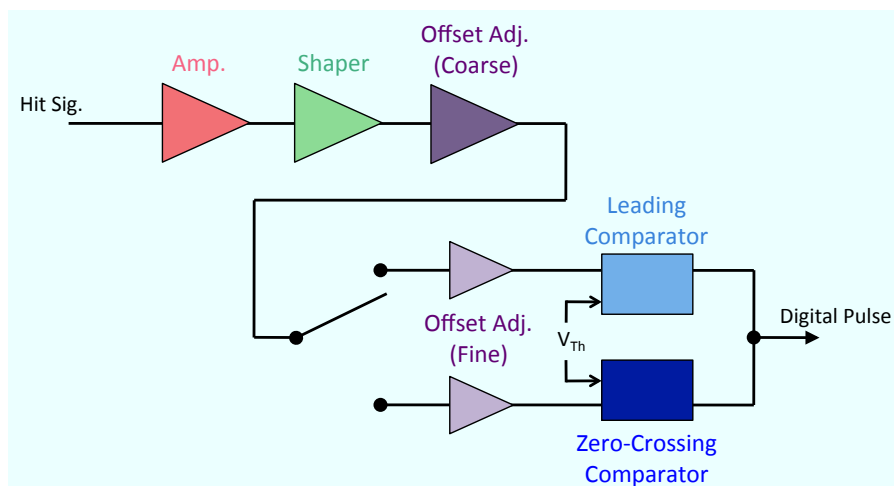 Offset Adj.
(Coarse)
Amp.
Shaper
Hit Sig.
Leading
Comparator
Offset Adj.
(Fine)
V_Th
Digital Pulse
Zero-Crossing
Comparator